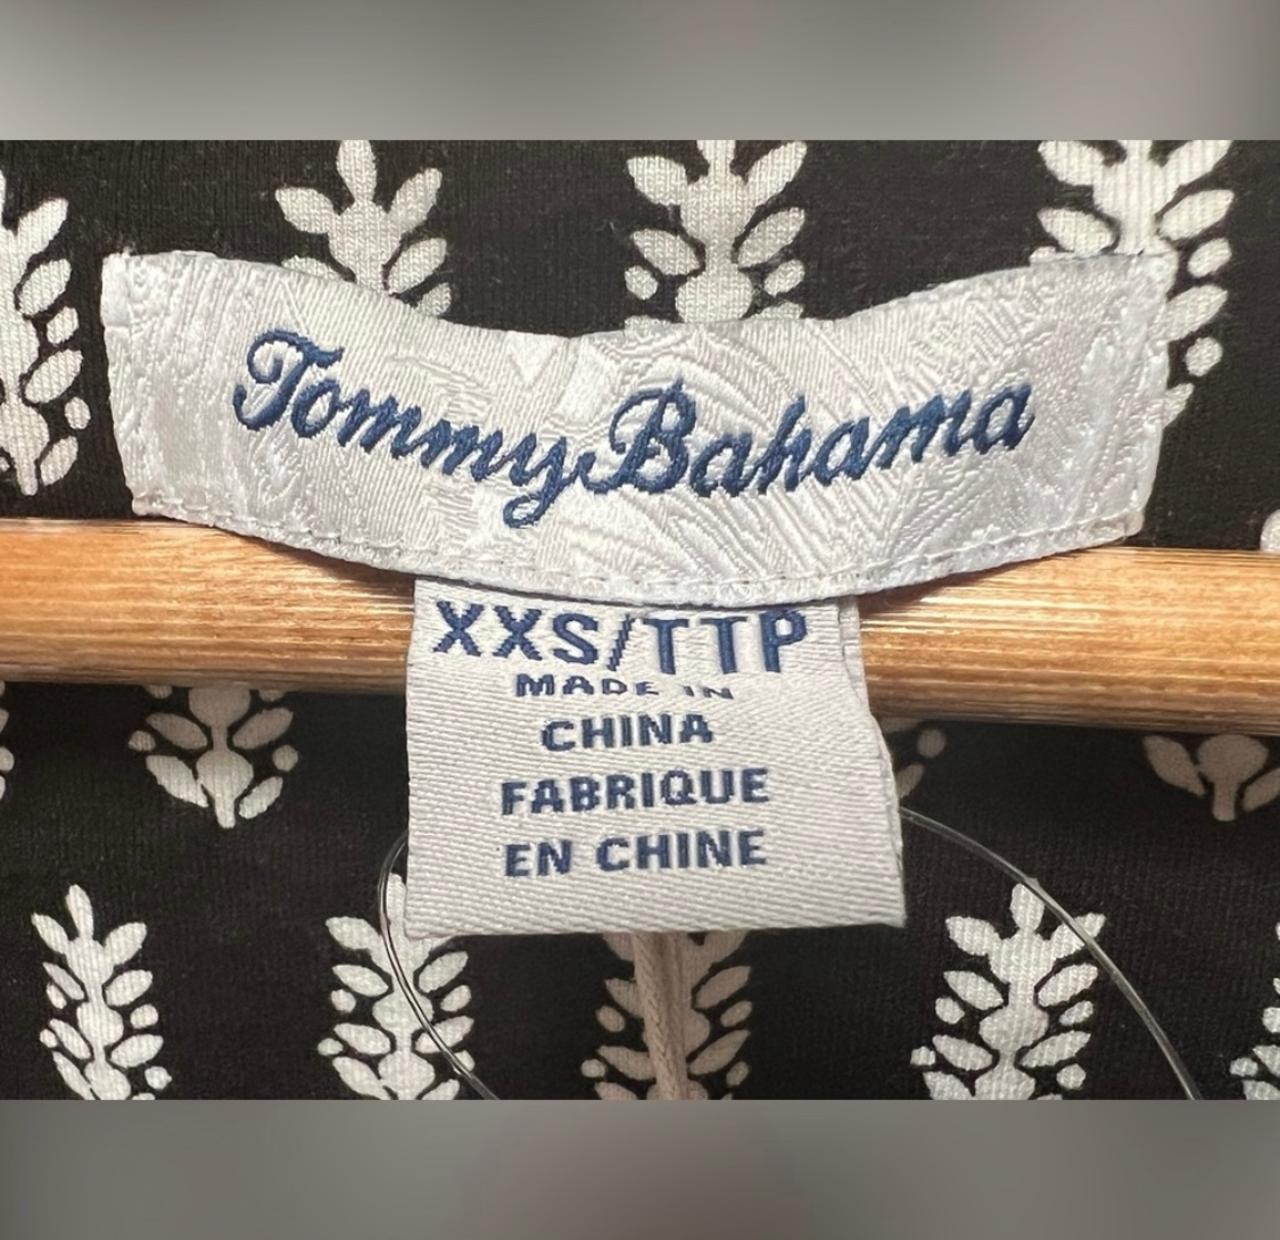 Tommy Bahama
XXS/TTP
MADE IN
CHINA
FABRIQUE
EN CHINE